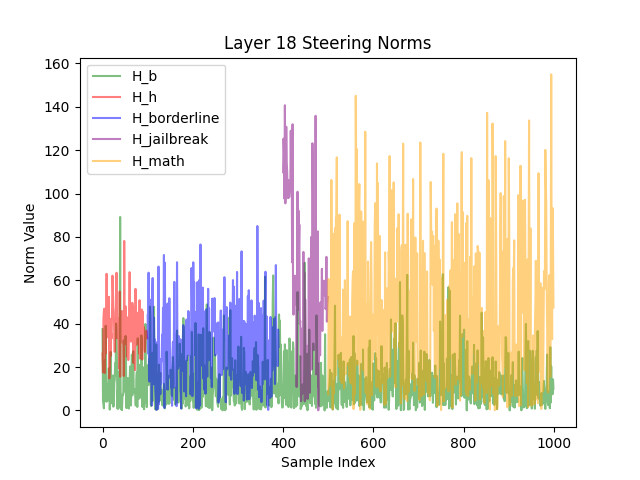 Layer 18 Steering Norms
160
140
120
100
80
60
40
20
0
Norm Value
H_b
H_h
H_borderline
H_jailbreak
H_math
0
200
400
600
800
1000
Sample Index